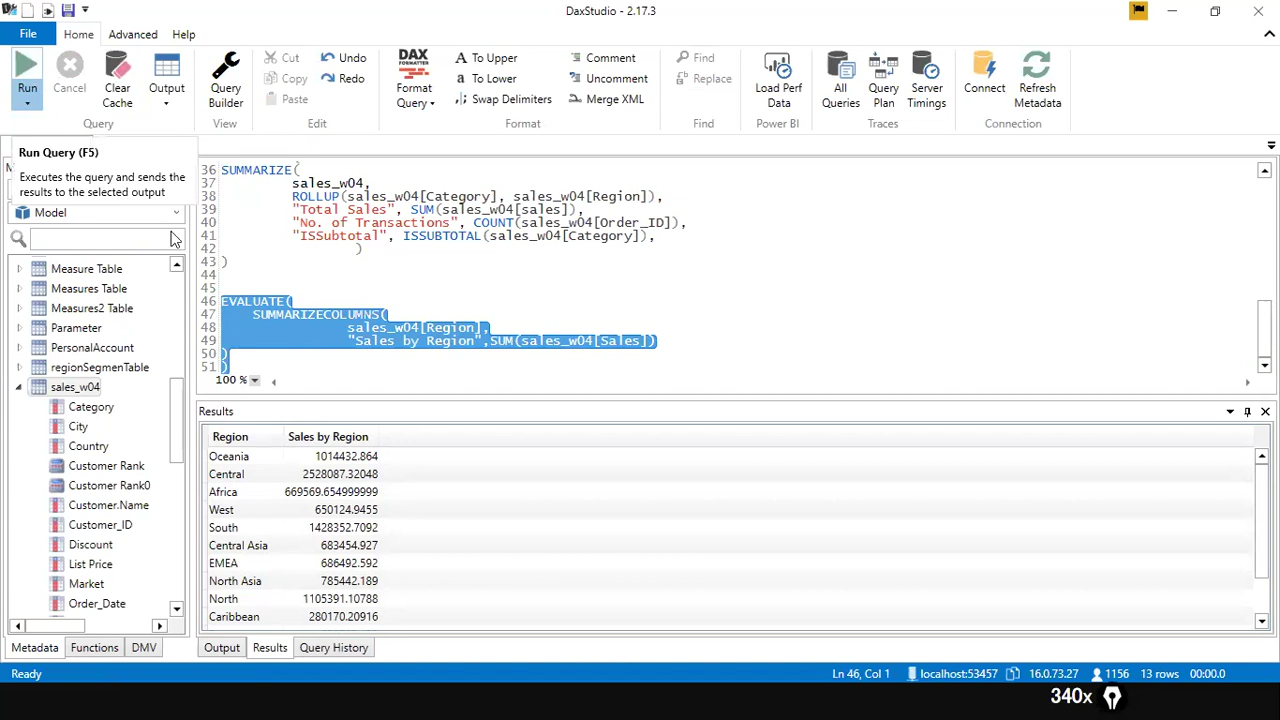 DaxStudio - 2.17.3
File Home Advanced Help
Run Cancel Clear Cache Output
Query
Query Builder
View
Cut Undo
Copy Redo
Paste
Edit
DAX FORMATTER Format Query
To Upper Comment
To Lower Uncomment
Swap Delimiters Merge XML
Format
Find
Replace
Find
Load Perf Data
Power BI
All Queries Query Plan Server Timings
Traces
Connect Refresh Metadata
Connection
Run Query (F5)
Executes the query and sends the
results to the selected output
Model
Measure Table
Measures Table
Measures2 Table
Parameter
PersonalAccount
regionSegmenTable
sales_w04
Category
City
Country
Customer Rank
Customer Rank0
Customer.Name
Customer_ID
Discount
List Price
Market
Order_Date
Metadata Functions DMV
36 SUMMARIZE(
37 sales_w04,
38 ROLLUP(sales_w04[Category], sales_w04[Region]),
39 "Total Sales", SUM(sales_w04[sales]),
40 "No. of Transactions", COUNT(sales_w04[Order_ID]),
41 "ISSubtotal", ISSUBTOTAL(sales_w04[Category]),
42 )
43 )
44
45
46 EVALUATE(
47 SUMMARIZECOLUMNS(
48 sales_w04[Region],
49 "Sales by Region",SUM(sales_w04[Sales])
50 )
51 )
100 %
Results
Region Sales by Region
Oceania 1014432.864
Central 2528087.32048
Africa 669569.654999999
West 650124.9455
South 1428352.7092
Central Asia 683454.927
EMEA 686492.592
North Asia 785442.189
North 1105391.10788
Caribbean 280170.20916
Output Results Query History
Ready Ln 46, Col 1 localhost:53457 16.0.73.27 1156 13 rows 00:00.0
340x